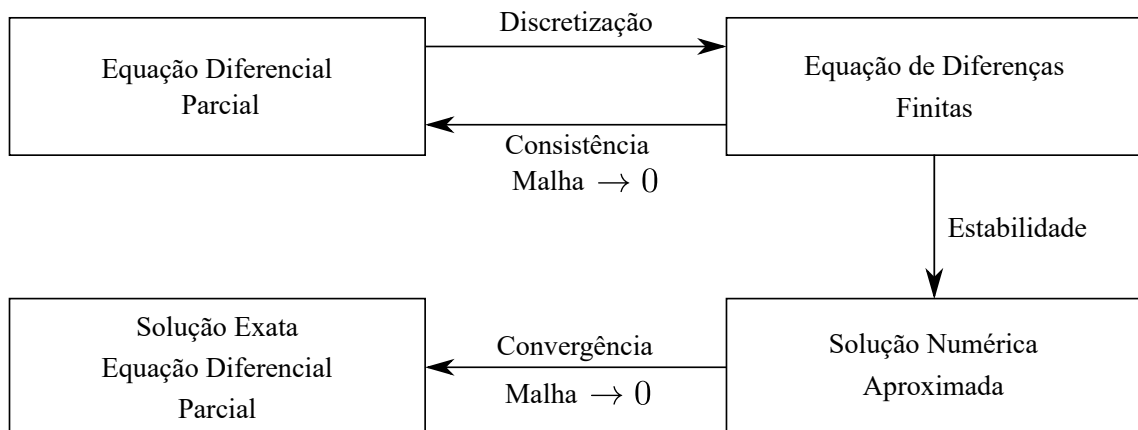 Discretização
Equação Diferencial
Parcial
Equação de Diferenças
Finitas
Consistência
Malha → 0
Estabilidade
Solução Exata
Equação Diferencial
Parcial
Convergência
Malha → 0
Solução Numérica
Aproximada